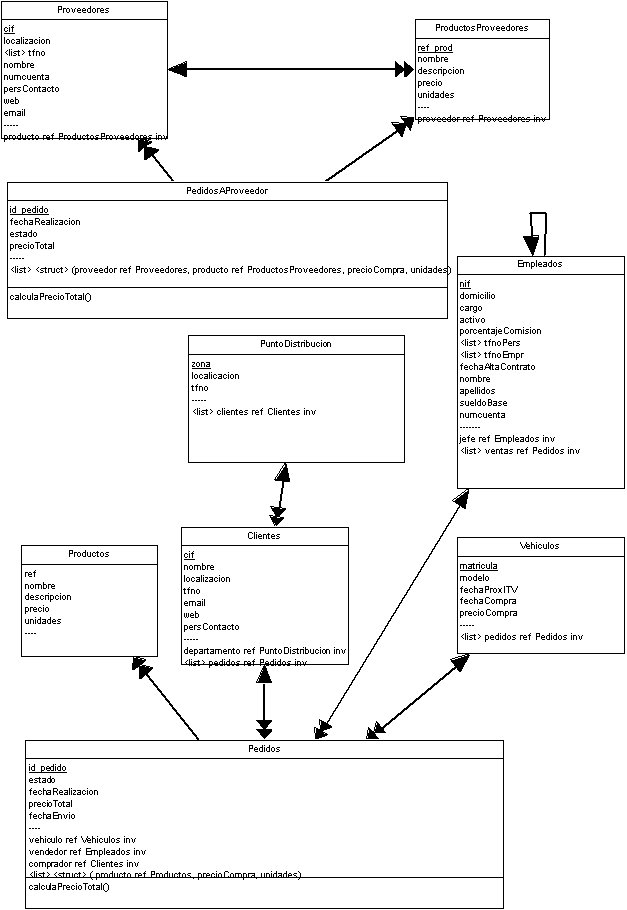 Proveedores
cif
localizacion
<list> tfno
nombre
numcuenta
persContacto
web
email
-----
producto ref ProductosProveedores inv
ProductosProveedores
ref_prod
nombre
descripcion
precio
unidades
----
proveedor ref Proveedores inv
PedidosAProveedor
id_pedido
fechaRealizacion
estado
precioTotal
-----
<list> <struct> (proveedor ref Proveedores, producto ref ProductosProveedores, precioCompra, unidades)
calculaPrecioTotal()
Empleados
nif
domicilio
cargo
activo
porcentajeComision
<list> tfnoPers
<list> tfnoEmpr
fechaAltaContrato
nombre
apellidos
sueldoBase
numcuenta
-------
jefe ref Empleados inv
<list> ventas ref Pedidos inv
PuntoDistribucion
zona
localicacion
tfno
-----
<list> clientes ref Clientes inv
Productos
ref
nombre
descripcion
precio
unidades
----
Clientes
cif
nombre
localizacion
tfno
email
web
persContacto
-----
departamento ref PuntoDistribucion inv
<list> pedidos ref Pedidos inv
Vehiculos
matricula
modelo
fechaProxITV
fechaCompra
precioCompra
-----
<list> pedidos ref Pedidos inv
Pedidos
id_pedido
estado
fechaRealizacion
precioTotal
fechaEnvio
----
vehiculo ref Vehiculos inv
vendedor ref Empleados inv
comprador ref Clientes inv
<list> <struct> ( producto ref Productos, precioCompra, unidades)
calculaPrecioTotal()